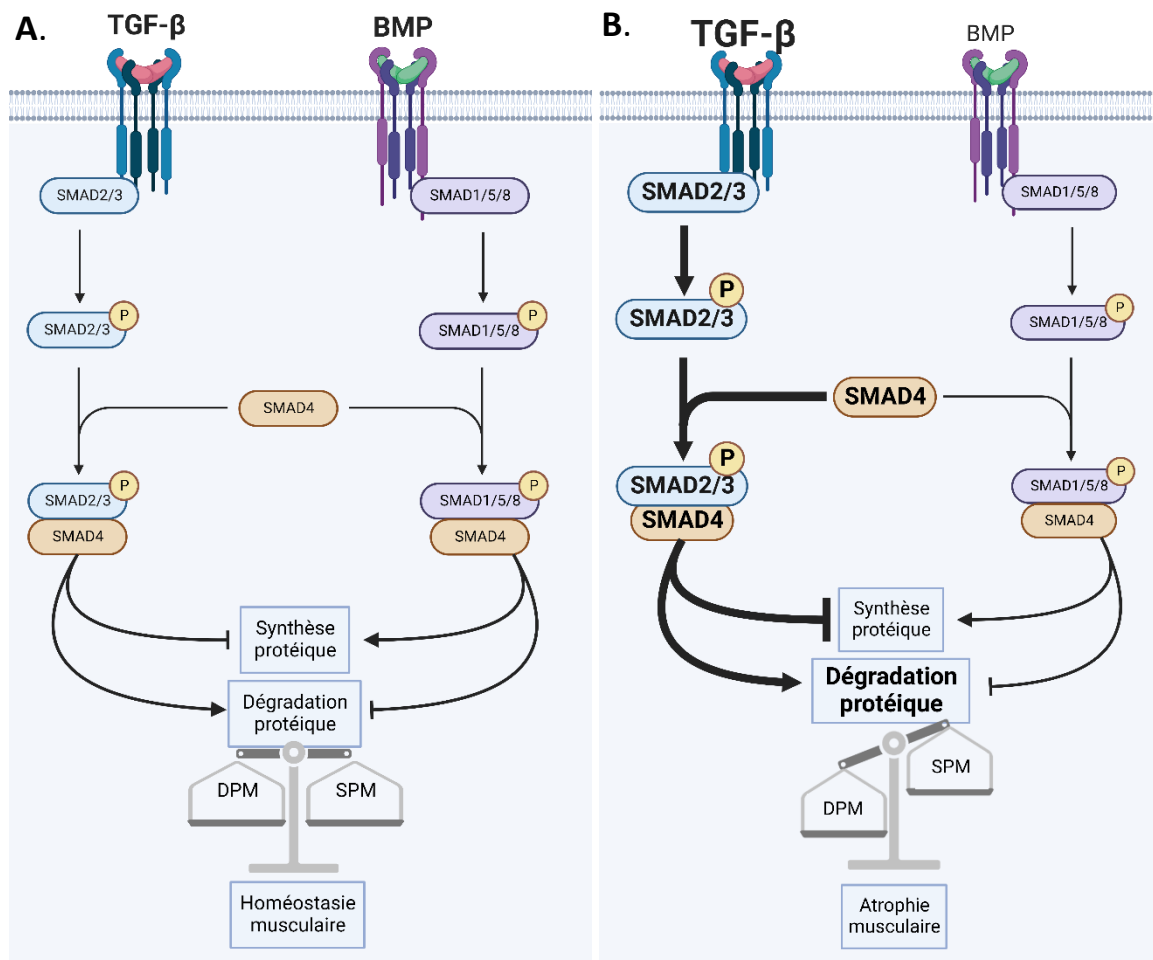 A.
TGF-β
BMP
SMAD2/3
SMAD1/5/8
P
SMAD2/3
P
SMAD1/5/8
SMAD4
P
SMAD2/3
SMAD4
P
SMAD1/5/8
SMAD4
Synthèse
protéique
Dégradation
protéique
DPM
SPM
Homéostasie
musculaire
B.
TGF-β
BMP
SMAD2/3
SMAD1/5/8
P
SMAD2/3
P
SMAD1/5/8
SMAD4
P
SMAD2/3
SMAD4
P
SMAD1/5/8
SMAD4
Synthèse
protéique
Dégradation
protéique
SPM
DPM
Atrophie
musculaire